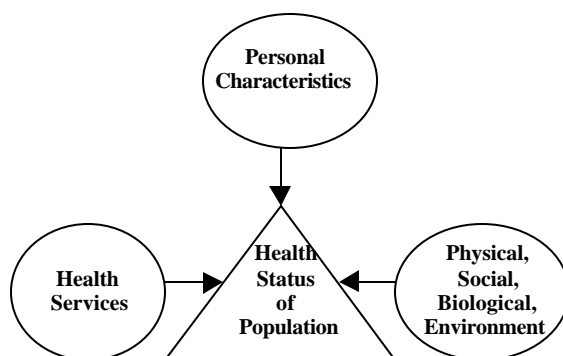 Personal
Characteristics
Health
Services
Health
Status
of
Population
Physical,
Social,
Biological,
Environment